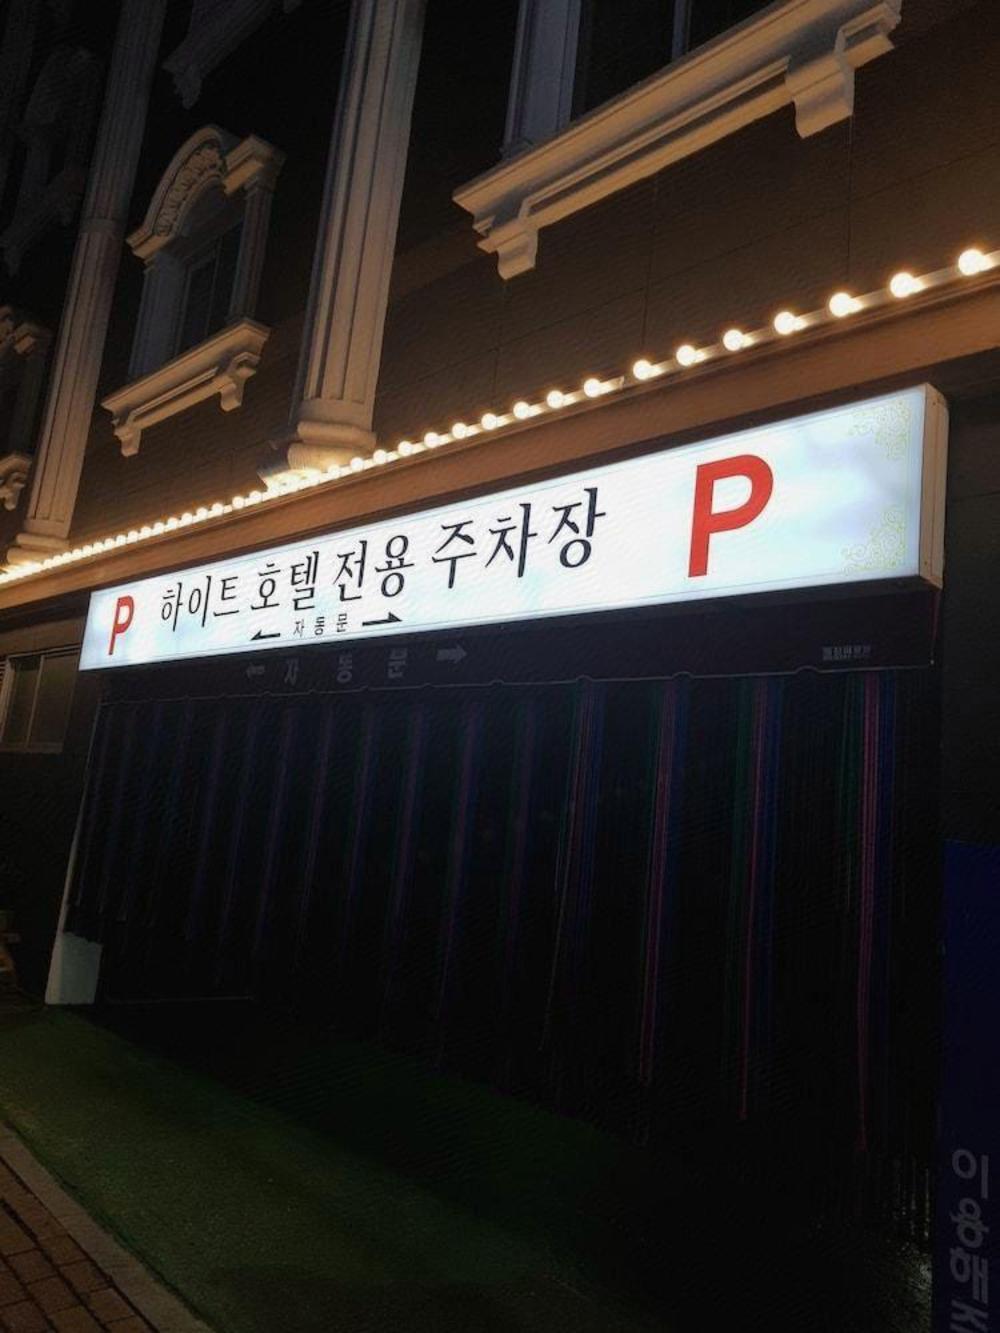 P 하이트 호텔 전용 주차장 P
← 자동문 →
← 자 동 문 →